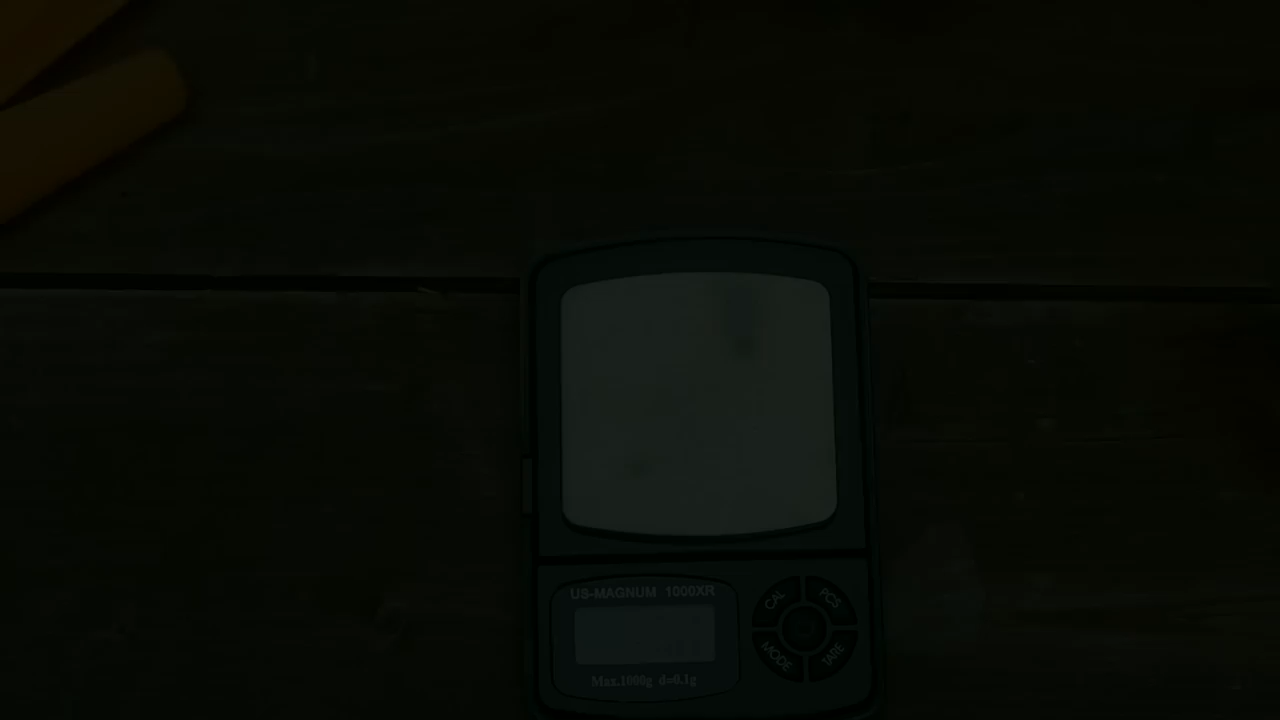 US-MAGNUM 1000XR
CAL
PCS
MODE
TARE
Max.1000g d=0.1g